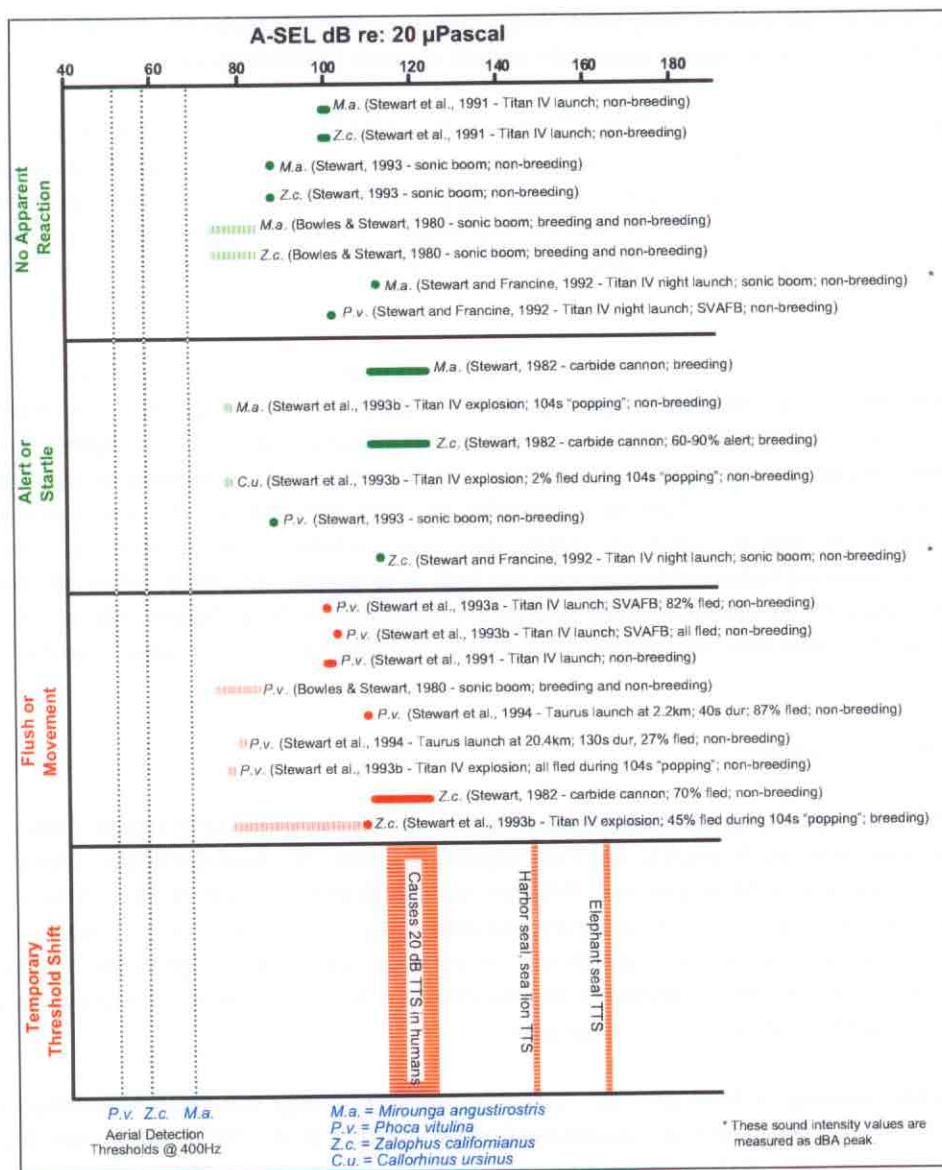 A-SEL dB re: 20 µPascal
40 60 80 100 120 140 160 180
No Apparent
Reaction
M.a. (Stewart et al., 1991 - Titan IV launch; non-breeding)
Z.c. (Stewart et al., 1991 - Titan IV launch; non-breeding)
M.a. (Stewart, 1993 - sonic boom; non-breeding)
Z.c. (Stewart, 1993 - sonic boom; non-breeding)
M.a. (Bowles & Stewart, 1980 - sonic boom; breeding and non-breeding)
Z.c. (Bowles & Stewart, 1980 - sonic boom; breeding and non-breeding)
M.a. (Stewart and Francine, 1992 - Titan IV night launch; sonic boom; non-breeding) *
P.v. (Stewart and Francine, 1992 - Titan IV night launch; SVAFB; non-breeding)
Alert or
Startle
M.a. (Stewart, 1982 - carbide cannon; breeding)
M.a. (Stewart et al., 1993b - Titan IV explosion; 104s "popping"; non-breeding)
Z.c. (Stewart, 1982 - carbide cannon; 60-90% alert; breeding)
C.u. (Stewart et al., 1993b - Titan IV explosion; 2% fled during 104s "popping"; non-breeding)
P.v. (Stewart, 1993 - sonic boom; non-breeding)
Z.c. (Stewart and Francine, 1992 - Titan IV night launch; sonic boom; non-breeding) *
Flush or
Movement
P.v. (Stewart et al., 1993a - Titan IV launch; SVAFB; 82% fled; non-breeding)
P.v. (Stewart et al., 1993b - Titan IV launch; SVAFB; all fled; non-breeding)
P.v. (Stewart et al., 1991 - Titan IV launch; non-breeding)
P.v. (Bowles & Stewart, 1980 - sonic boom; breeding and non-breeding)
P.v. (Stewart et al., 1994 - Taurus launch at 2.2km; 40s dur; 87% fled; non-breeding)
P.v. (Stewart et al., 1994 - Taurus launch at 20.4km; 130s dur, 27% fled; non-breeding)
P.v. (Stewart et al., 1993b - Titan IV explosion; all fled during 104s "popping"; non-breeding)
Z.c. (Stewart, 1982 - carbide cannon; 70% fled; non-breeding)
Z.c. (Stewart et al., 1993b - Titan IV explosion; 45% fled during 104s "popping"; breeding)
Temporary
Threshold Shift
Causes 20 dB TTS in humans
Harbor seal, sea lion TTS
Elephant seal TTS
P.v. Z.c. M.a.
Aerial Detection
Thresholds @ 400Hz
M.a. = Mirounga angustirostris
P.v. = Phoca vitulina
Z.c. = Zalophus californianus
C.u. = Callorhinus ursinus
* These sound intensity values are
measured as dBA peak.